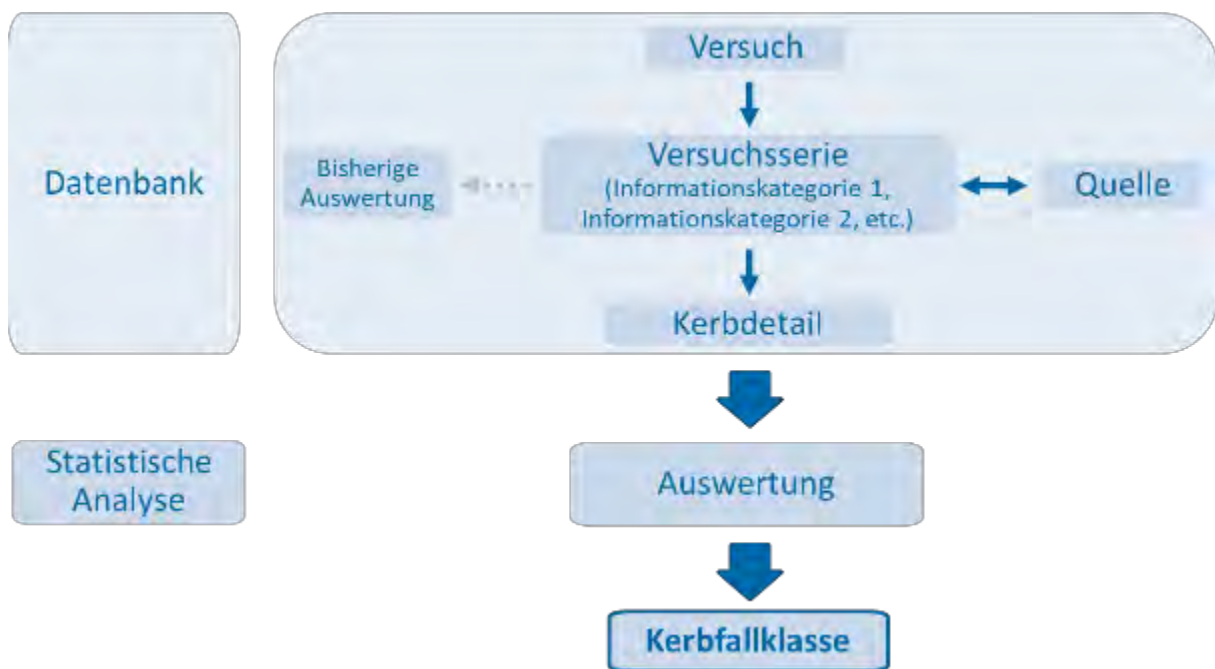 Datenbank
Versuch
Bisherige
Auswertung
Versuchsserie
(Informationskategorie 1,
Informationskategorie 2, etc.)
Quelle
Kerbdetail
Statistische
Analyse
Auswertung
Kerbfallklasse